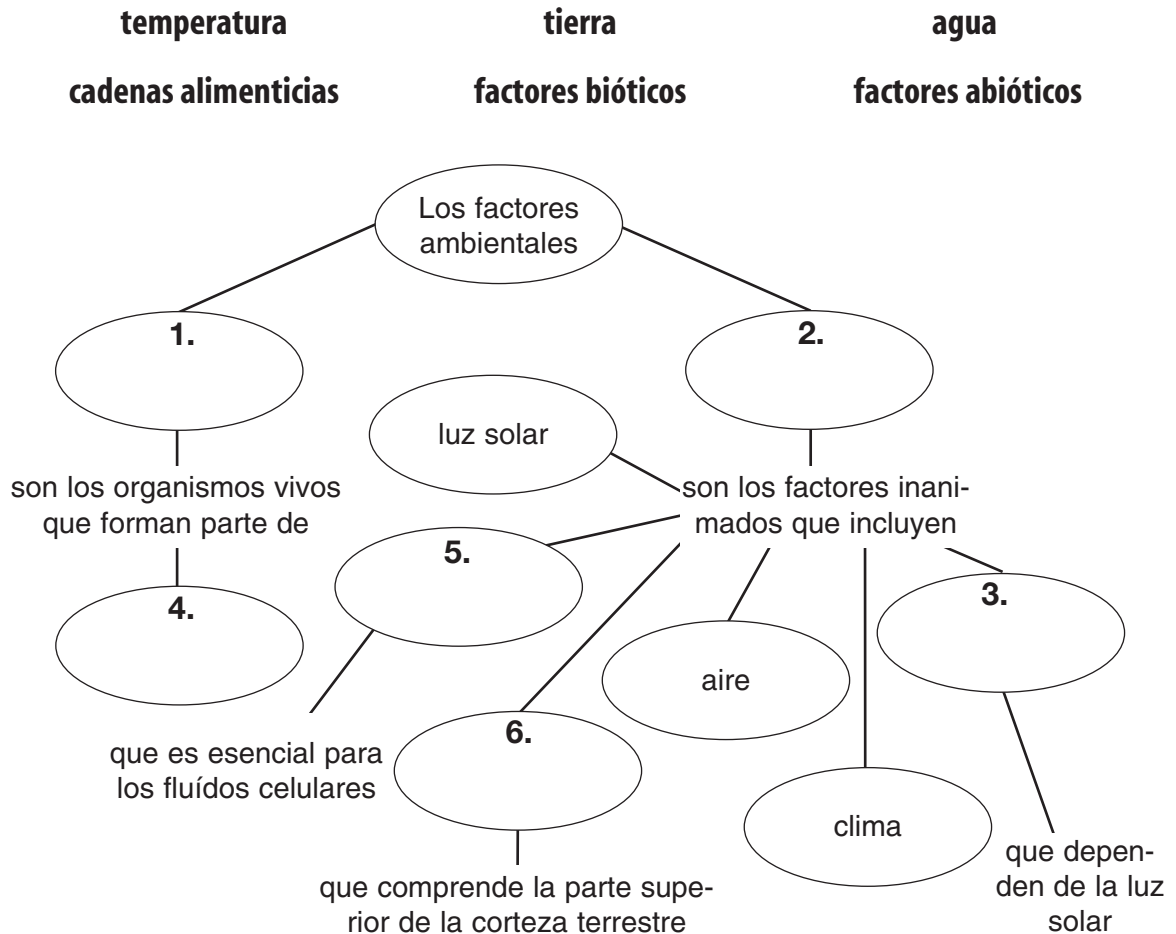 temperatura tierra agua
cadenas alimenticias factores bióticos factores abióticos
Los factores
ambientales
1.
2.
luz solar
son los organismos vivos
que forman parte de
son los factores inani-
mados que incluyen
5.
4.
3.
aire
6.
que es esencial para
los fluídos celulares
clima
que depen-
den de la luz
solar
que comprende la parte supe-
rior de la corteza terrestre